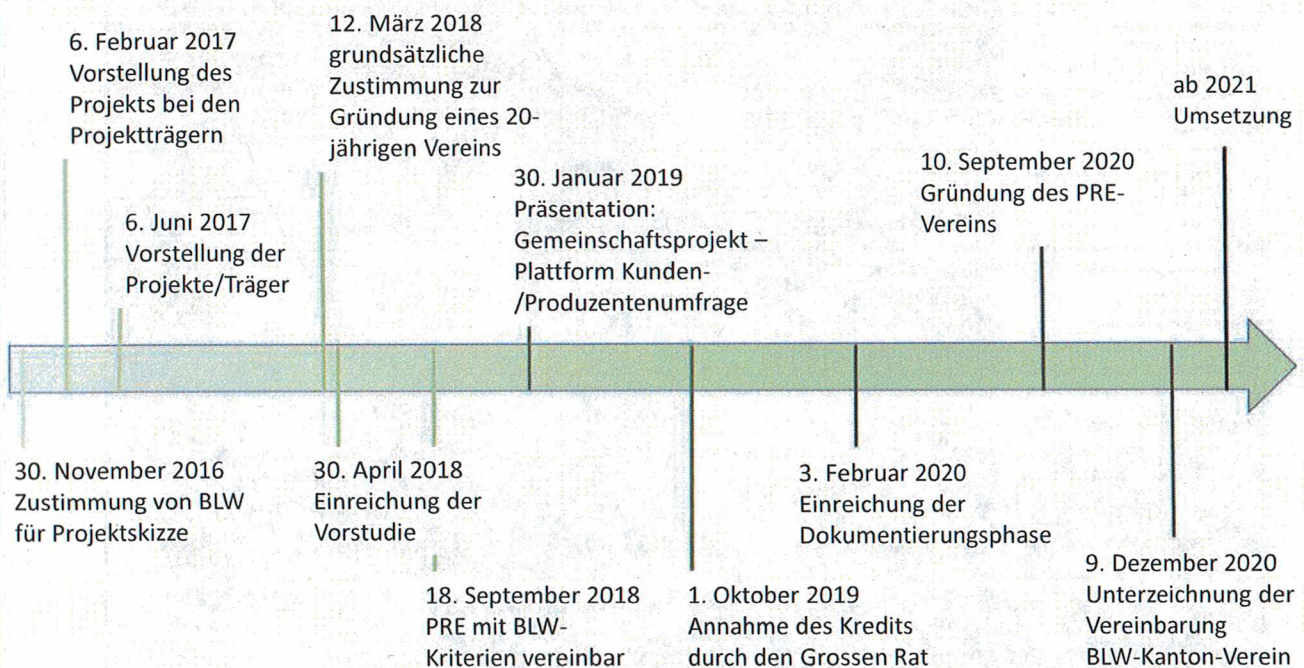 12. März 2018
grundsätzliche
Zustimmung zur
Gründung eines 20-
jährigen Vereins
6. Februar 2017
Vorstellung des
Projekts bei den
Projektträgern
ab 2021
Umsetzung
10. September 2020
Gründung des PRE-
Vereins
30. Januar 2019
Präsentation:
Gemeinschaftsprojekt –
Plattform Kunden-
/Produzentenumfrage
6. Juni 2017
Vorstellung der
Projekte/Träger
30. November 2016
Zustimmung von BLW
für Projektskizze
30. April 2018
Einreichung der
Vorstudie
3. Februar 2020
Einreichung der
Dokumentierungsphase
18. September 2018
PRE mit BLW-
Kriterien vereinbar
1. Oktober 2019
Annahme des Kredits
durch den Grossen Rat
9. Dezember 2020
Unterzeichnung der
Vereinbarung
BLW-Kanton-Verein